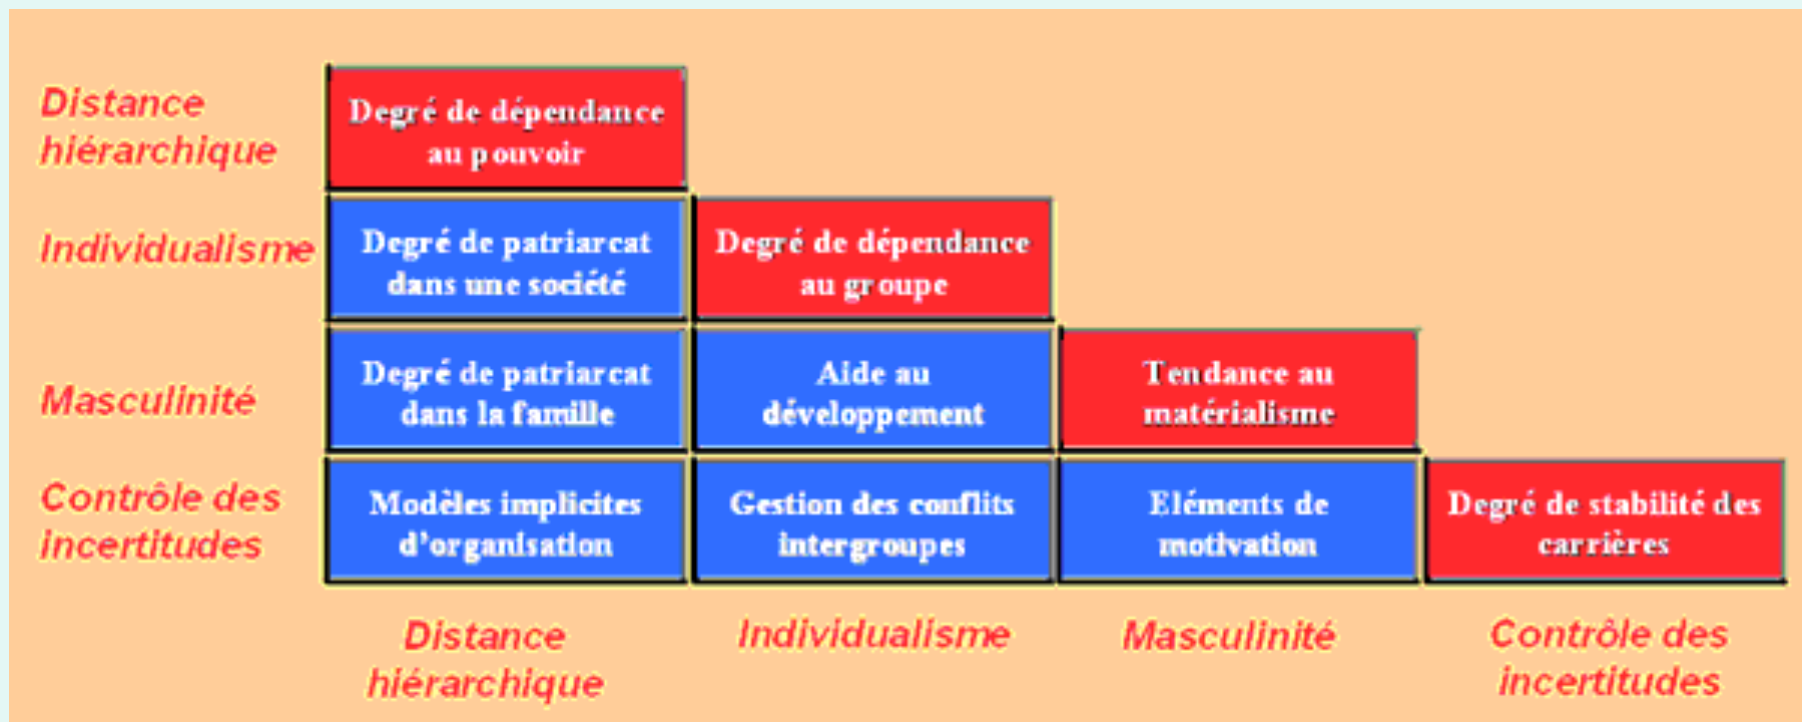 Distance
hiérarchique
Degré de dépendance
au pouvoir
Individualisme
Degré de patriarcat
dans une société
Degré de dépendance
au groupe
Masculinité
Degré de patriarcat
dans la famille
Aide au
développement
Tendance au
matérialisme
Contrôle des
incertitudes
Modèles implicites
d'organisation
Gestion des conflits
intergroupes
Eléments de
motivation
Degré de stabilité des
carrières
Distance
hiérarchique
Individualisme
Masculinité
Contrôle des
incertitudes